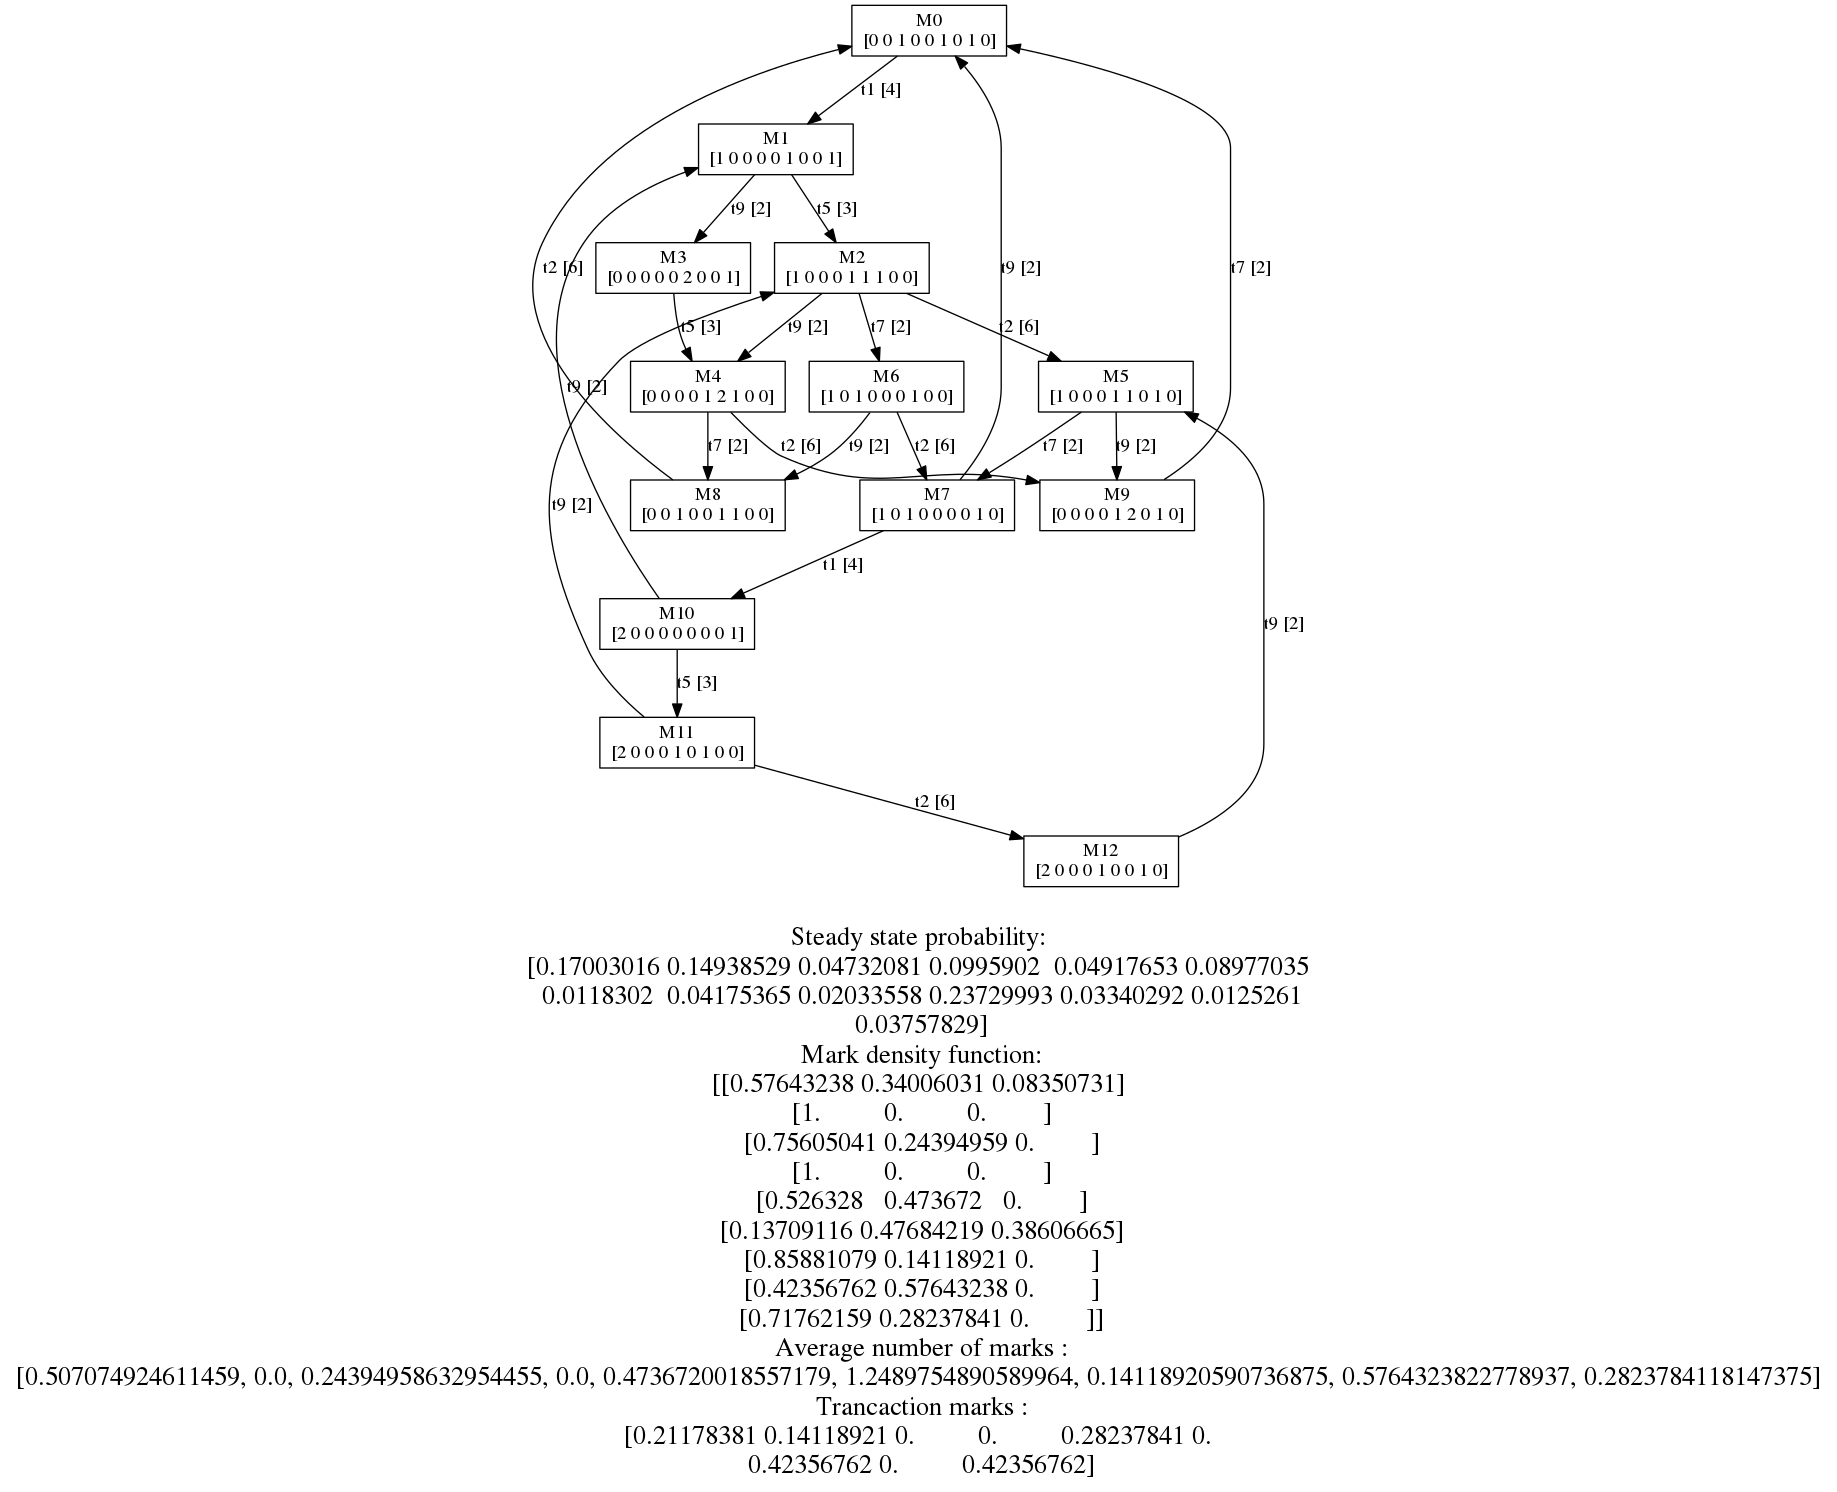 M0
[0 0 1 0 0 1 0 1 0]
t1 [4]
M1
[1 0 0 0 0 1 0 0 1]
t9 [2]
t5 [3]
t2 [6]
M3
[0 0 0 0 0 2 0 0 1]
M2
[1 0 0 0 1 1 1 0 0]
t9 [2]
t7 [2]
t5 [3]
t9 [2]
t7 [2]
t2 [6]
t9 [2]
M4
[0 0 0 0 1 2 1 0 0]
M6
[1 0 1 0 0 0 1 0 0]
M5
[1 0 0 0 1 1 0 1 0]
t7 [2]
t2 [6]
t9 [2]
t2 [6]
t7 [2]
t9 [2]
t9 [2]
M8
[0 0 1 0 0 1 1 0 0]
M7
[1 0 1 0 0 0 0 1 0]
M9
[0 0 0 0 1 2 0 1 0]
t1 [4]
M10
[2 0 0 0 0 0 0 0 1]
t9 [2]
t5 [3]
M11
[2 0 0 0 1 0 1 0 0]
t2 [6]
M12
[2 0 0 0 1 0 0 1 0]
Steady state probability:
[0.17003016 0.14938529 0.04732081 0.0995902  0.04917653 0.08977035
0.0118302  0.04175365 0.02033558 0.23729993 0.03340292 0.0125261
0.03757829]
Mark density function:
[[0.57643238 0.34006031 0.08350731]
[1.         0.         0.        ]
[0.75605041 0.24394959 0.        ]
[1.         0.         0.        ]
[0.526328   0.473672   0.        ]
[0.13709116 0.47684219 0.38606665]
[0.85881079 0.14118921 0.        ]
[0.42356762 0.57643238 0.        ]
[0.71762159 0.28237841 0.        ]]
Average number of marks :
[0.507074924611459, 0.0, 0.24394958632954455, 0.0, 0.4736720018557179, 1.2489754890589964, 0.14118920590736875, 0.5764323822778937, 0.2823784118147375]
Trancaction marks :
[0.21178381 0.14118921 0.         0.         0.28237841 0.
0.42356762 0.         0.42356762]